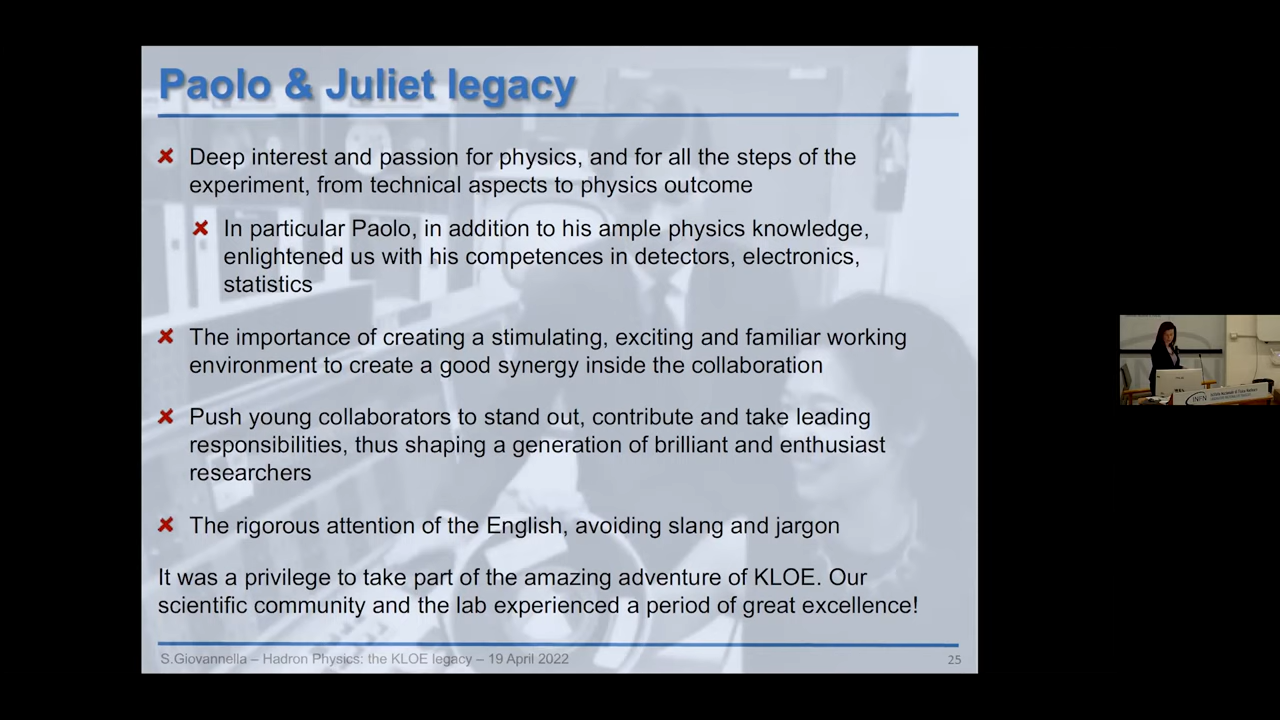 Paolo & Juliet legacy
Deep interest and passion for physics, and for all the steps of the
experiment, from technical aspects to physics outcome
In particular Paolo, in addition to his ample physics knowledge,
enlightened us with his competences in detectors, electronics,
statistics
The importance of creating a stimulating, exciting and familiar working
environment to create a good synergy inside the collaboration
Push young collaborators to stand out, contribute and take leading
responsibilities, thus shaping a generation of brilliant and enthusiast
researchers
The rigorous attention of the English, avoiding slang and jargon
It was a privilege to take part of the amazing adventure of KLOE. Our
scientific community and the lab experienced a period of great excellence!
S.Giovannella – Hadron Physics: the KLOE legacy – 19 April 2022
25
INFN